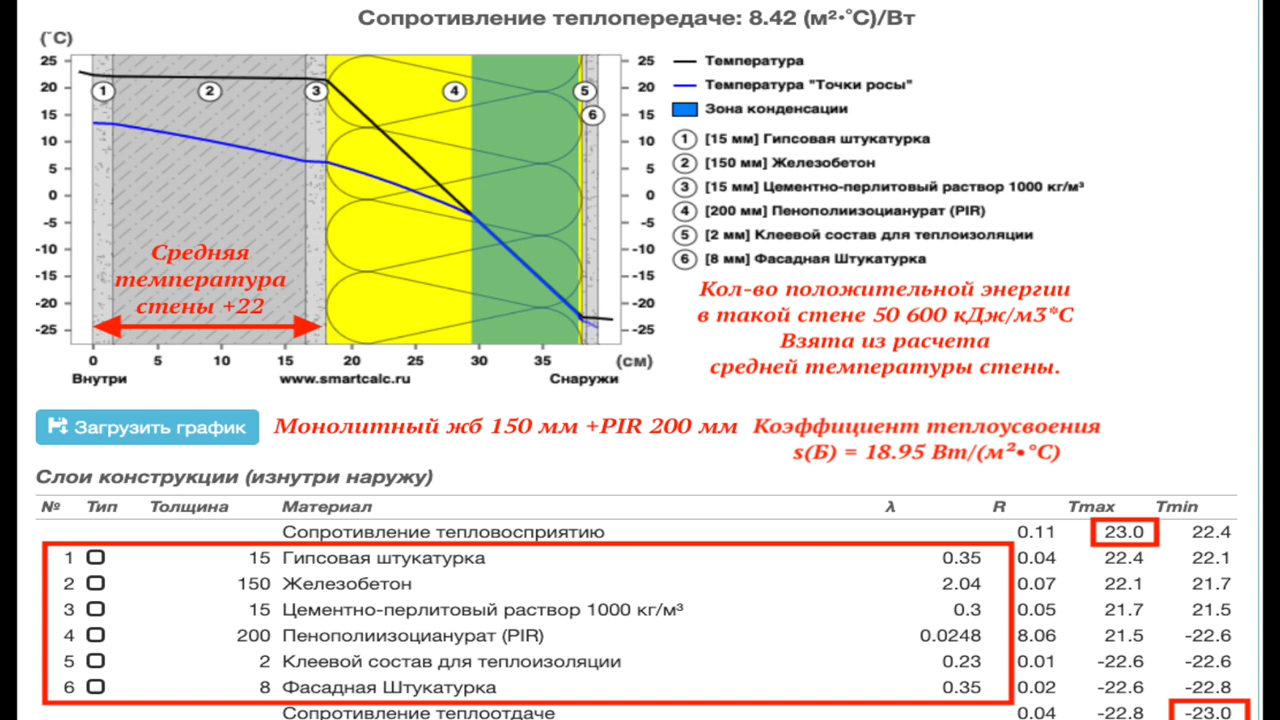 Сопротивление теплопередаче: 8.42 (м²•˚С)/Вт
(˚С)
25 25
20 20
15 15
10 10
5 5
0 0
-5 -5
-10 -10
-15 -15
-20 -20
-25 -25
1 2 3 4 5
6
Средняя
температура
стены +22
0 5 10 15 20 25 30 35 (см)
Внутри www.smartcalc.ru Снаружи
Температура
Температура "Точки росы"
Зона конденсации
1 [15 мм] Гипсовая штукатурка
2 [150 мм] Железобетон
3 [15 мм] Цементно-перлитовый раствор 1000 кг/м³
4 [200 мм] Пенополиизоцианурат (PIR)
5 [2 мм] Клеевой состав для теплоизоляции
6 [8 мм] Фасадная Штукатурка
Кол-во положительной энергии
в такой стене 50 600 кДж/м3*С
Взята из расчета
средней температуры стены.
Загрузить график
Монолитный жб 150 мм +PIR 200 мм
Коэффициент теплоусвоения
s(Б) = 18.95 Вт/(м²•°С)
Слои конструкции (изнутри наружу)
№ Тип Толщина Материал λ R Tmax Tmin
Сопротивление тепловосприятию 0.11 23.0 22.4
1 15 Гипсовая штукатурка 0.35 0.04 22.4 22.1
2 150 Железобетон 2.04 0.07 22.1 21.7
3 15 Цементно-перлитовый раствор 1000 кг/м³ 0.3 0.05 21.7 21.5
4 200 Пенополиизоцианурат (PIR) 0.0248 8.06 21.5 -22.6
5 2 Клеевой состав для теплоизоляции 0.23 0.01 -22.6 -22.6
6 8 Фасадная Штукатурка 0.35 0.02 -22.6 -22.8
Сопротивление теплоотдаче 0.04 -22.8 -23.0